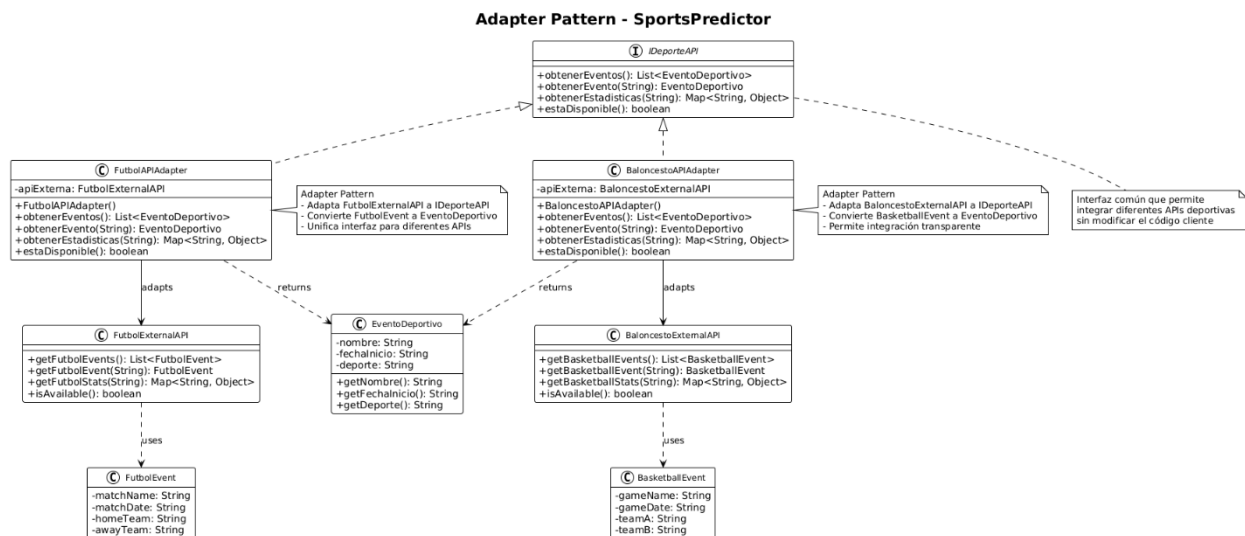 Adapter Pattern - SportsPredictor
I IDeporteAPI
+obtenerEventos(): List<EventoDeportivo>
+obtenerEvento(String): EventoDeportivo
+obtenerEstadisticas(String): Map<String, Object>
+estaDisponible(): boolean
C FutbolAPIAdapter
-apiExterna: FutbolExternalAPI
+FutbolAPIAdapter()
+obtenerEventos(): List<EventoDeportivo>
+obtenerEvento(String): EventoDeportivo
+obtenerEstadisticas(String): Map<String, Object>
+estaDisponible(): boolean
Adapter Pattern
- Adapta FutbolExternalAPI a IDeporteAPI
- Convierte FutbolEvent a EventoDeportivo
- Unifica interfaz para diferentes APIs
C BaloncestoAPIAdapter
-apiExterna: BaloncestoExternalAPI
+BaloncestoAPIAdapter()
+obtenerEventos(): List<EventoDeportivo>
+obtenerEvento(String): EventoDeportivo
+obtenerEstadisticas(String): Map<String, Object>
+estaDisponible(): boolean
Adapter Pattern
- Adapta BaloncestoExternalAPI a IDeporteAPI
- Convierte BasketballEvent a EventoDeportivo
- Permite integración transparente
Interfaz común que permite
integrar diferentes APIs deportivas
sin modificar el código cliente
adapts
returns
returns
adapts
C FutbolExternalAPI
+getFutbolEvents(): List<FutbolEvent>
+getFutbolEvent(String): FutbolEvent
+getFutbolStats(String): Map<String, Object>
+isAvailable(): boolean
C EventoDeportivo
-nombre: String
-fechaInicio: String
-deporte: String
+getNombre(): String
+getFechaInicio(): String
+getDeporte(): String
C BaloncestoExternalAPI
+getBasketballEvents(): List<BasketballEvent>
+getBasketballEvent(String): BasketballEvent
+getBasketballStats(String): Map<String, Object>
+isAvailable(): boolean
uses
uses
C FutbolEvent
-matchName: String
-matchDate: String
-homeTeam: String
-awayTeam: String
C BasketballEvent
-gameName: String
-gameDate: String
-teamA: String
-teamB: String